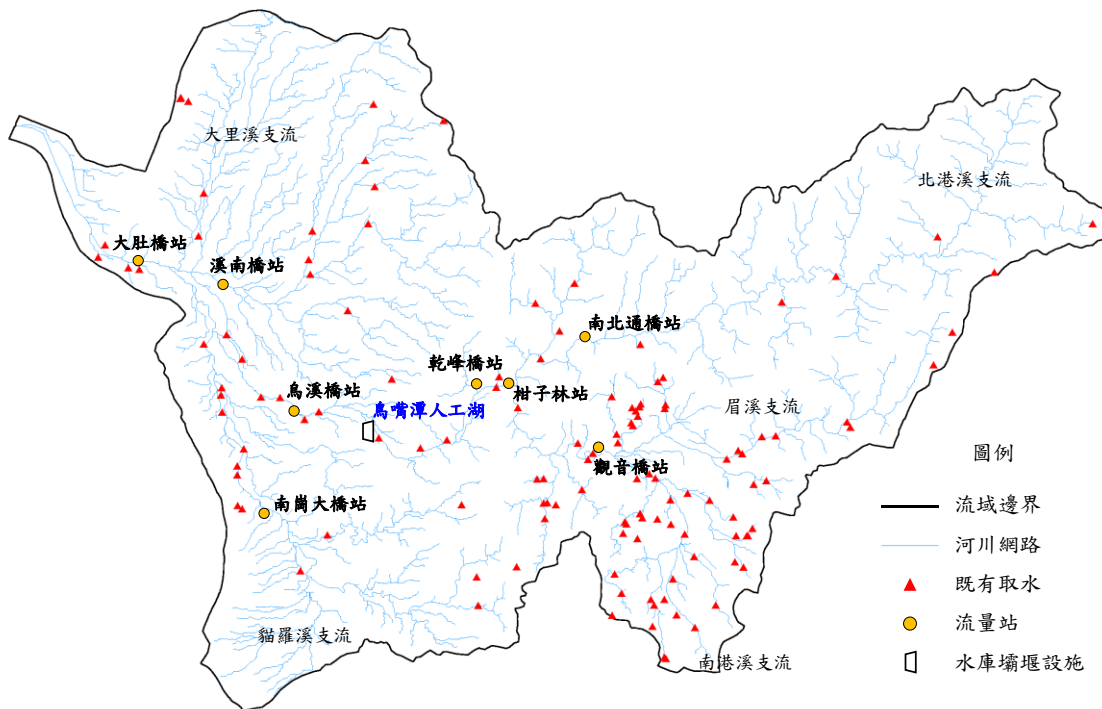 大里溪支流
北港溪支流
大肚橋站
溪南橋站
南北通橋站
乾峰橋站
柑子林站
烏溪橋站
鳥嘴潭人工湖
眉溪支流
觀音橋站
南崗大橋站
貓羅溪支流
南港溪支流
圖例
流域邊界
河川網路
既有取水
流量站
水庫壩堰設施